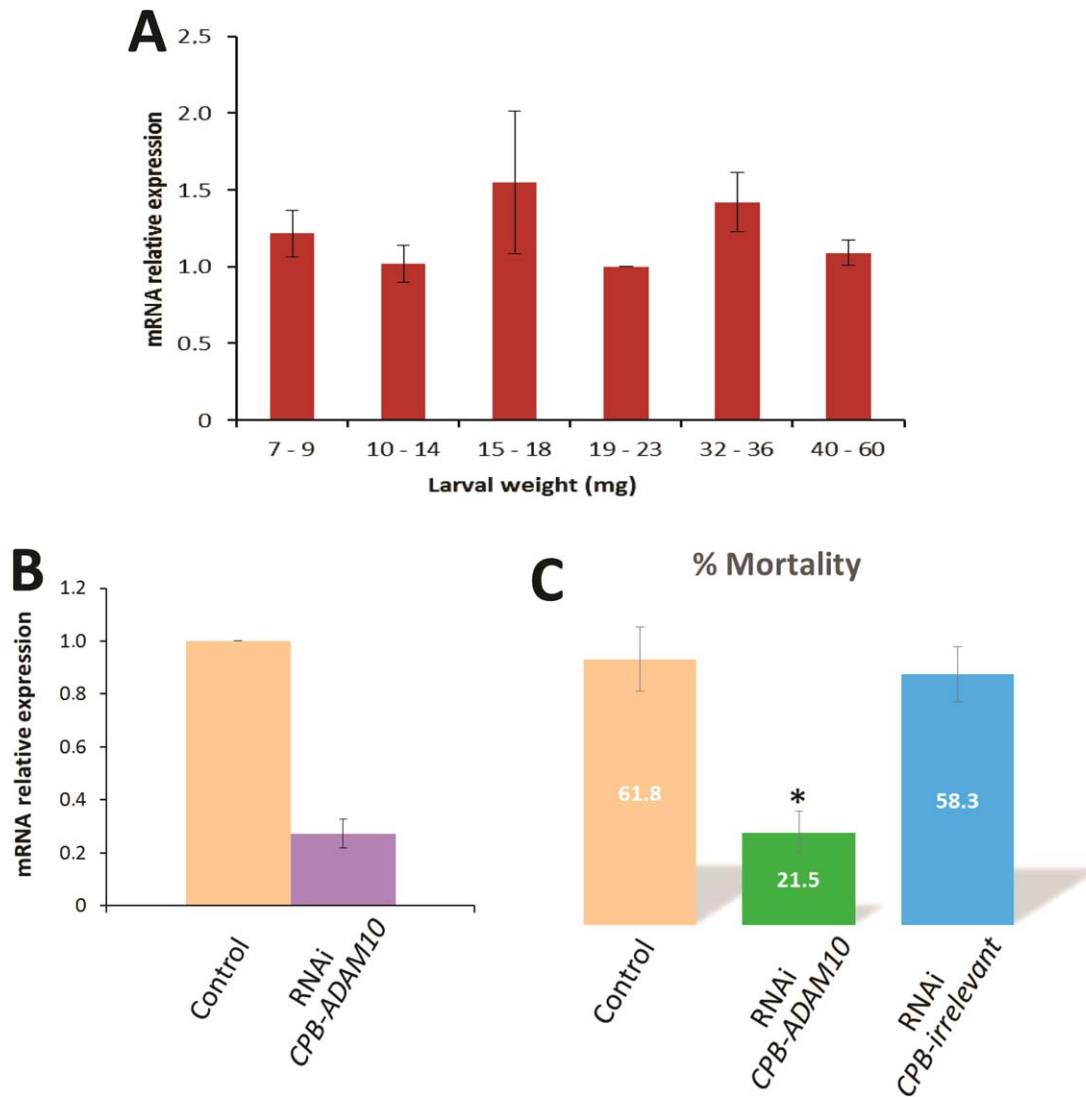 A
mRNA relative expression
2.5
2.0
1.5
1.0
0.5
0
7 - 9 10 - 14 15 - 18 19 - 23 32 - 36 40 - 60
Larval weight (mg)
B
mRNA relative expression
1.2
1.0
0.8
0.6
0.4
0.2
0
Control
RNAi
CPB-ADAM10
C
% Mortality
61.8
*
21.5
58.3
Control
RNAi
CPB-ADAM10
RNAi
CPB-irrelevant